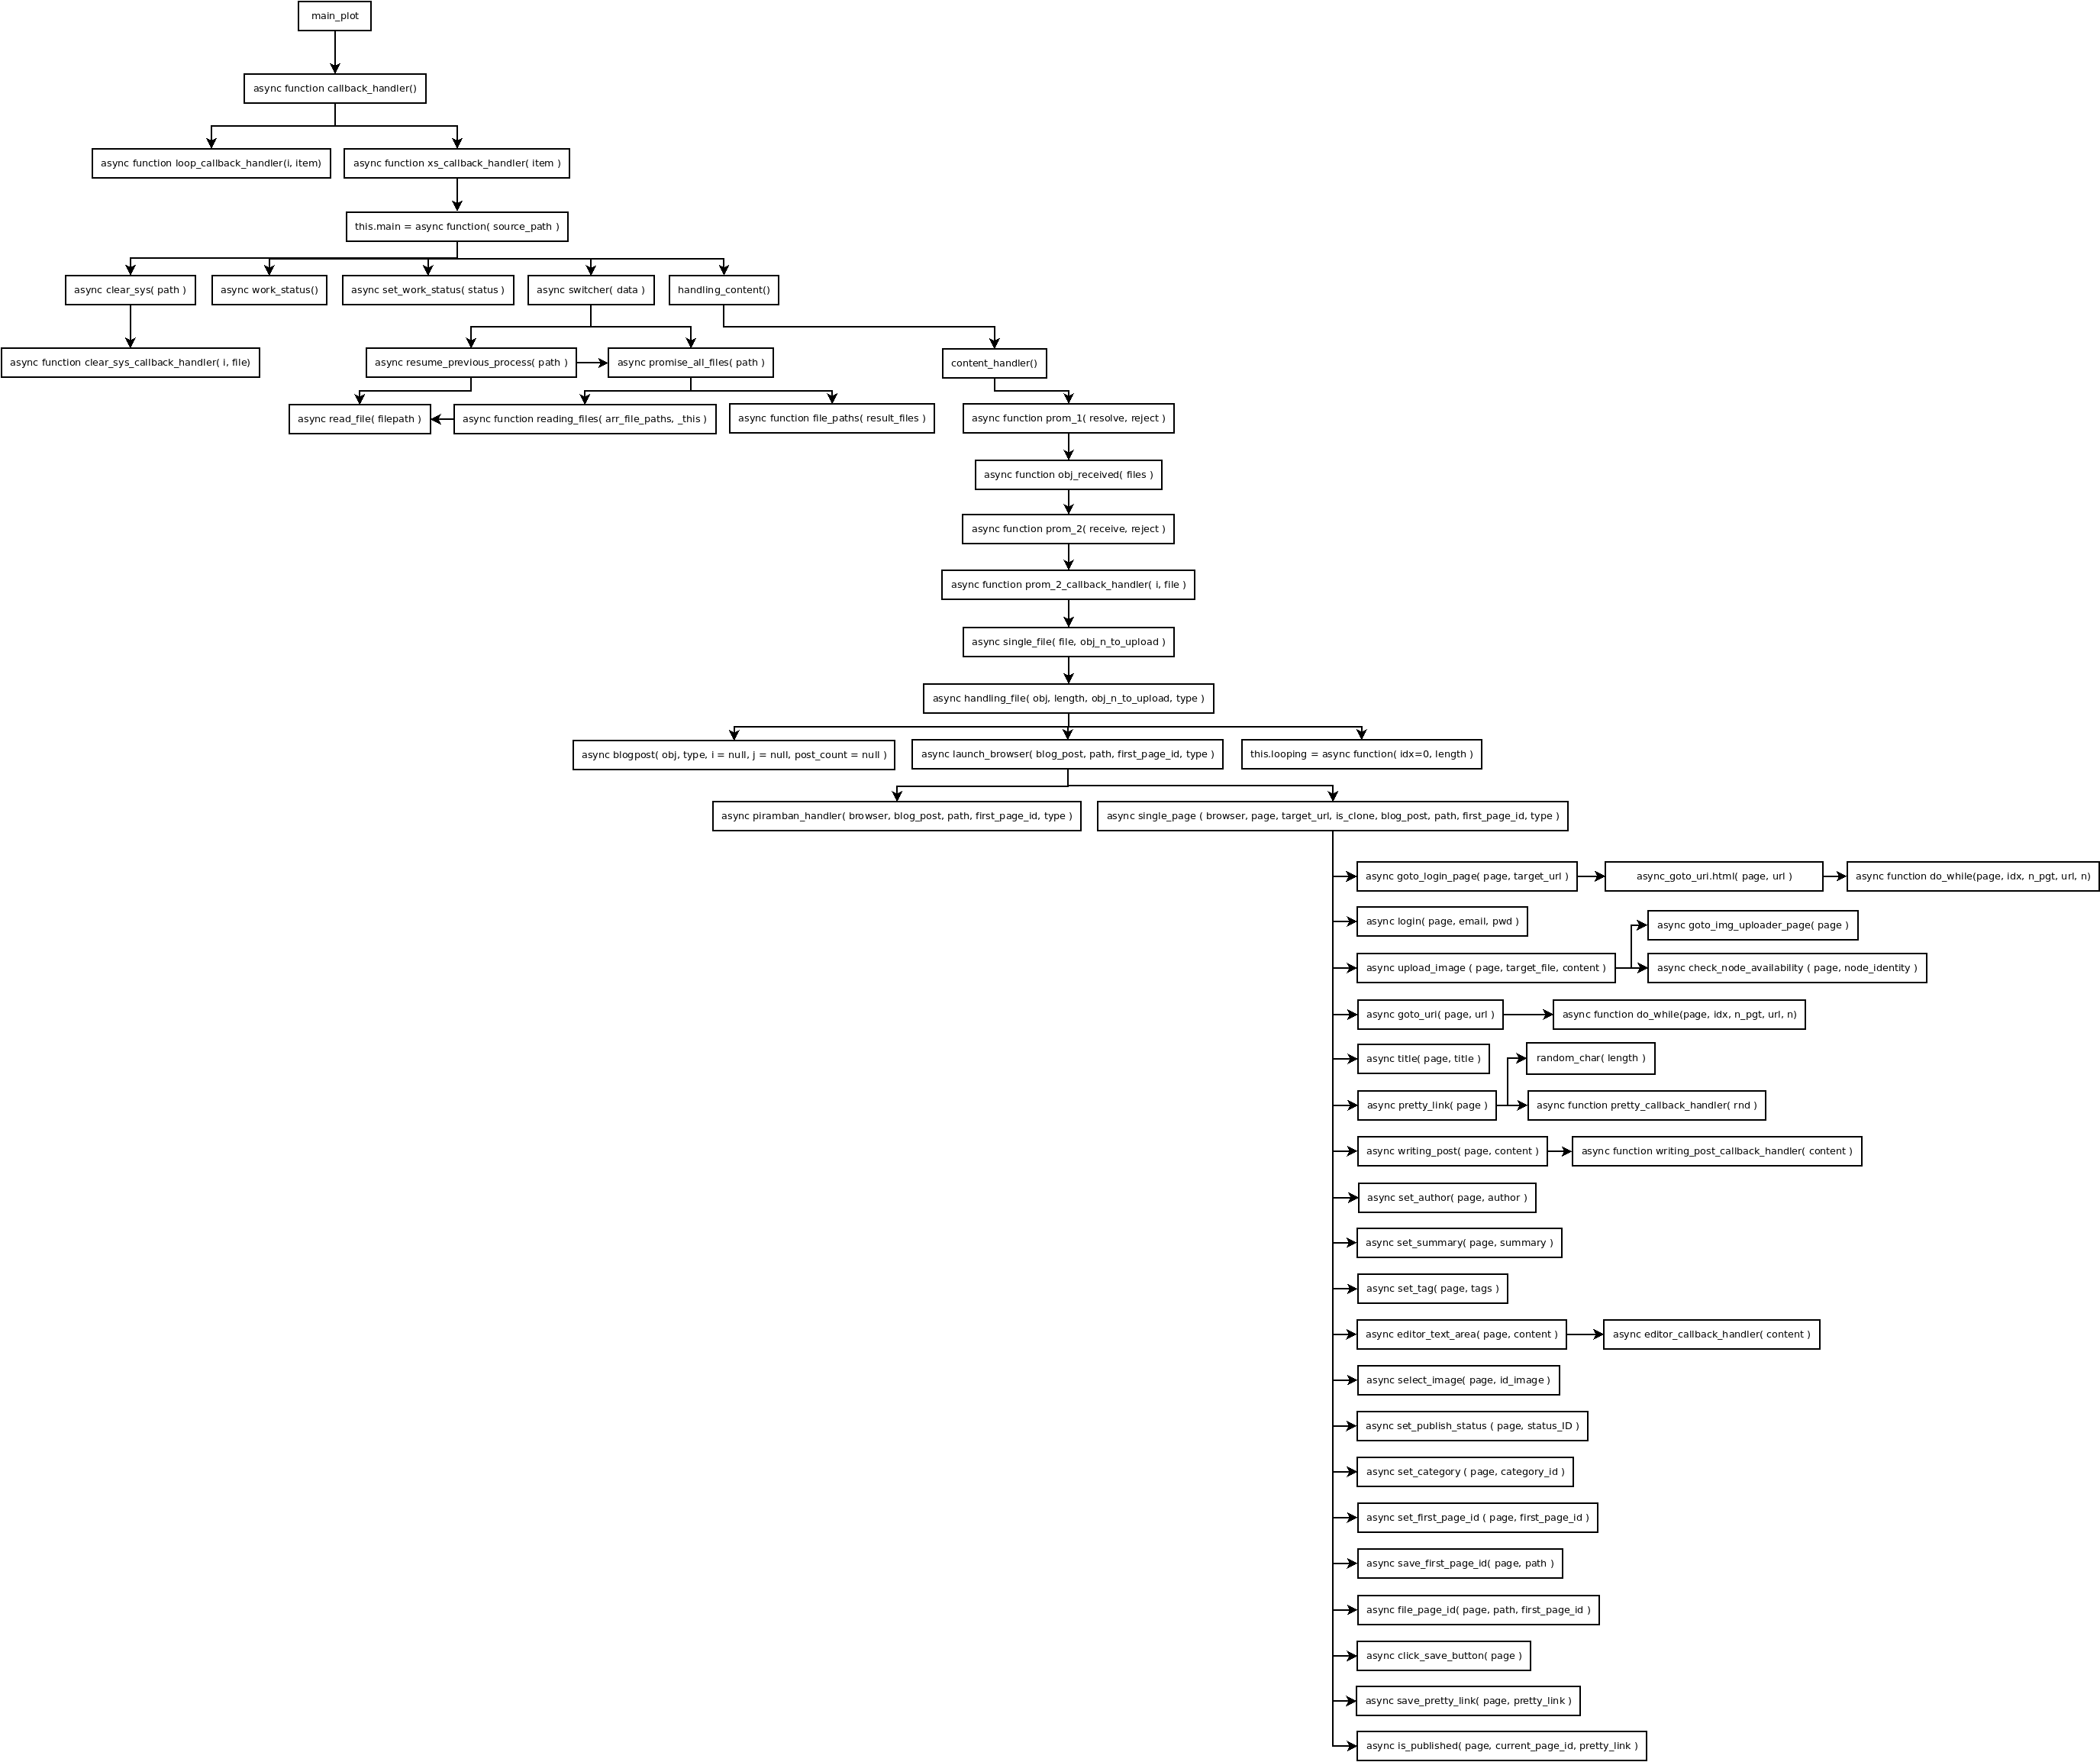 main_plot
async function callback_handler()
async function loop_callback_handler(i, item)
async function xs_callback_handler( item )
this.main = async function( source_path )
async clear_sys( path )
async work_status()
async set_work_status( status )
async switcher( data )
handling_content()
async function clear_sys_callback_handler( i, file)
async resume_previous_process( path )
async promise_all_files( path )
content_handler()
async read_file( filepath )
async function reading_files( arr_file_paths, _this )
async function file_paths( result_files )
async function prom_1( resolve, reject )
async function obj_received( files )
async function prom_2( receive, reject )
async function prom_2_callback_handler( i, file )
async single_file( file, obj_n_to_upload )
async handling_file( obj, length, obj_n_to_upload, type )
async blogpost( obj, type, i = null, j = null, post_count = null )
async launch_browser( blog_post, path, first_page_id, type )
this.looping = async function( idx=0, length )
async piramban_handler( browser, blog_post, path, first_page_id, type )
async single_page ( browser, page, target_url, is_clone, blog_post, path, first_page_id, type )
async goto_login_page( page, target_url )
async_goto_uri.html( page, url )
async function do_while(page, idx, n_pgt, url, n)
async login( page, email, pwd )
async goto_img_uploader_page( page )
async upload_image ( page, target_file, content )
async check_node_availability ( page, node_identity )
async goto_uri( page, url )
async function do_while(page, idx, n_pgt, url, n)
async title( page, title )
random_char( length )
async pretty_link( page )
async function pretty_callback_handler( rnd )
async writing_post( page, content )
async function writing_post_callback_handler( content )
async set_author( page, author )
async set_summary( page, summary )
async set_tag( page, tags )
async editor_text_area( page, content )
async editor_callback_handler( content )
async select_image( page, id_image )
async set_publish_status ( page, status_ID )
async set_category ( page, category_id )
async set_first_page_id ( page, first_page_id )
async save_first_page_id( page, path )
async file_page_id( page, path, first_page_id )
async click_save_button( page )
async save_pretty_link( page, pretty_link )
async is_published( page, current_page_id, pretty_link )